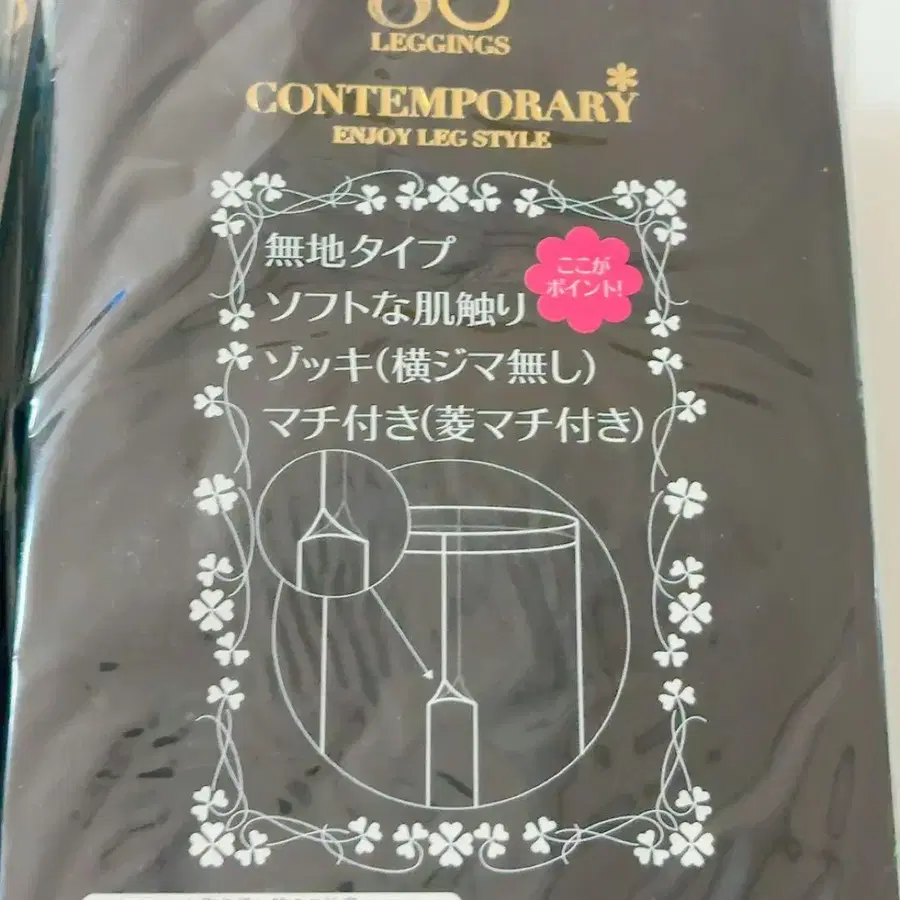 LEGGINGS
CONTEMPORARY*
ENJOY LEG STYLE
無地タイプ
ここが
ポイント!
ソフトな肌触り
ゾッキ(横ジマ無し)
マチ付き(菱マチ付き)